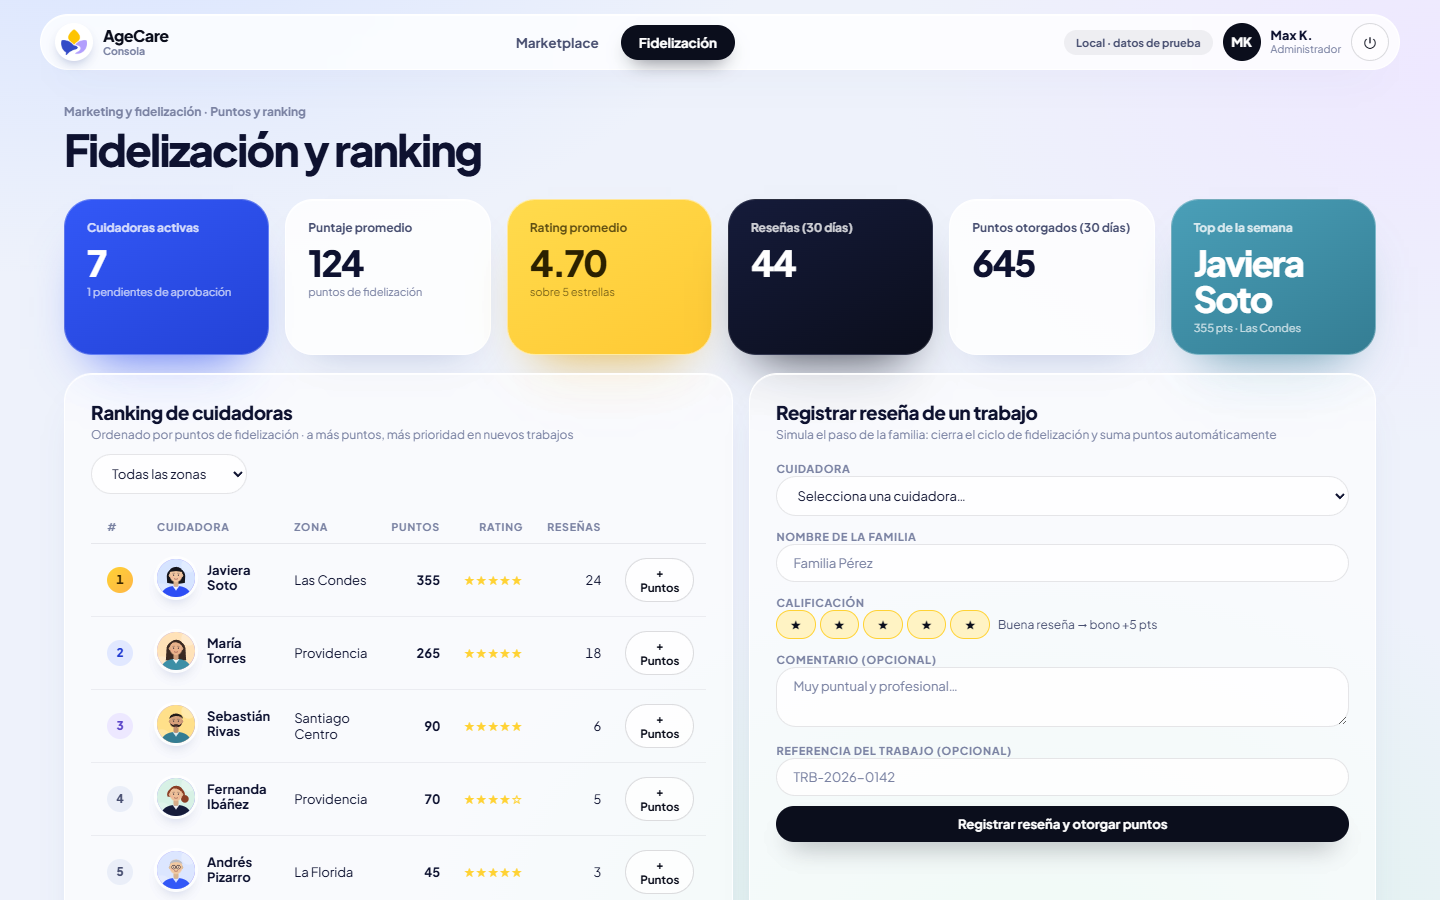 AgeCare
Consola
Marketplace
Fidelización
Local · datos de prueba
MK
Max K.
Administrador
Marketing y fidelización · Puntos y ranking
Fidelización y ranking
Cuidadoras activas
7
1 pendientes de aprobación
Puntaje promedio
124
puntos de fidelización
Rating promedio
4.70
sobre 5 estrellas
Reseñas (30 días)
44
Puntos otorgados (30 días)
645
Top de la semana
Javiera
Soto
355 pts · Las Condes
Ranking de cuidadoras
Ordenado por puntos de fidelización · a más puntos, más prioridad en nuevos trabajos
Todas las zonas
# CUIDADORA ZONA PUNTOS RATING RESEÑAS
1 Javiera Soto Las Condes 355 ★★★★★ 24 + Puntos
2 María Torres Providencia 265 ★★★★★ 18 + Puntos
3 Sebastián Rivas Santiago Centro 90 ★★★★★ 6 + Puntos
4 Fernanda Ibáñez Providencia 70 ★★★★☆ 5 + Puntos
5 Andrés Pizarro La Florida 45 ★★★★★ 3 + Puntos
Registrar reseña de un trabajo
Simula el paso de la familia: cierra el ciclo de fidelización y suma puntos automáticamente
CUIDADORA
Selecciona una cuidadora...
NOMBRE DE LA FAMILIA
Familia Pérez
CALIFICACIÓN
★ ★ ★ ★ ★ Buena reseña → bono +5 pts
COMENTARIO (OPCIONAL)
Muy puntual y profesional...
REFERENCIA DEL TRABAJO (OPCIONAL)
TRB-2026-0142
Registrar reseña y otorgar puntos